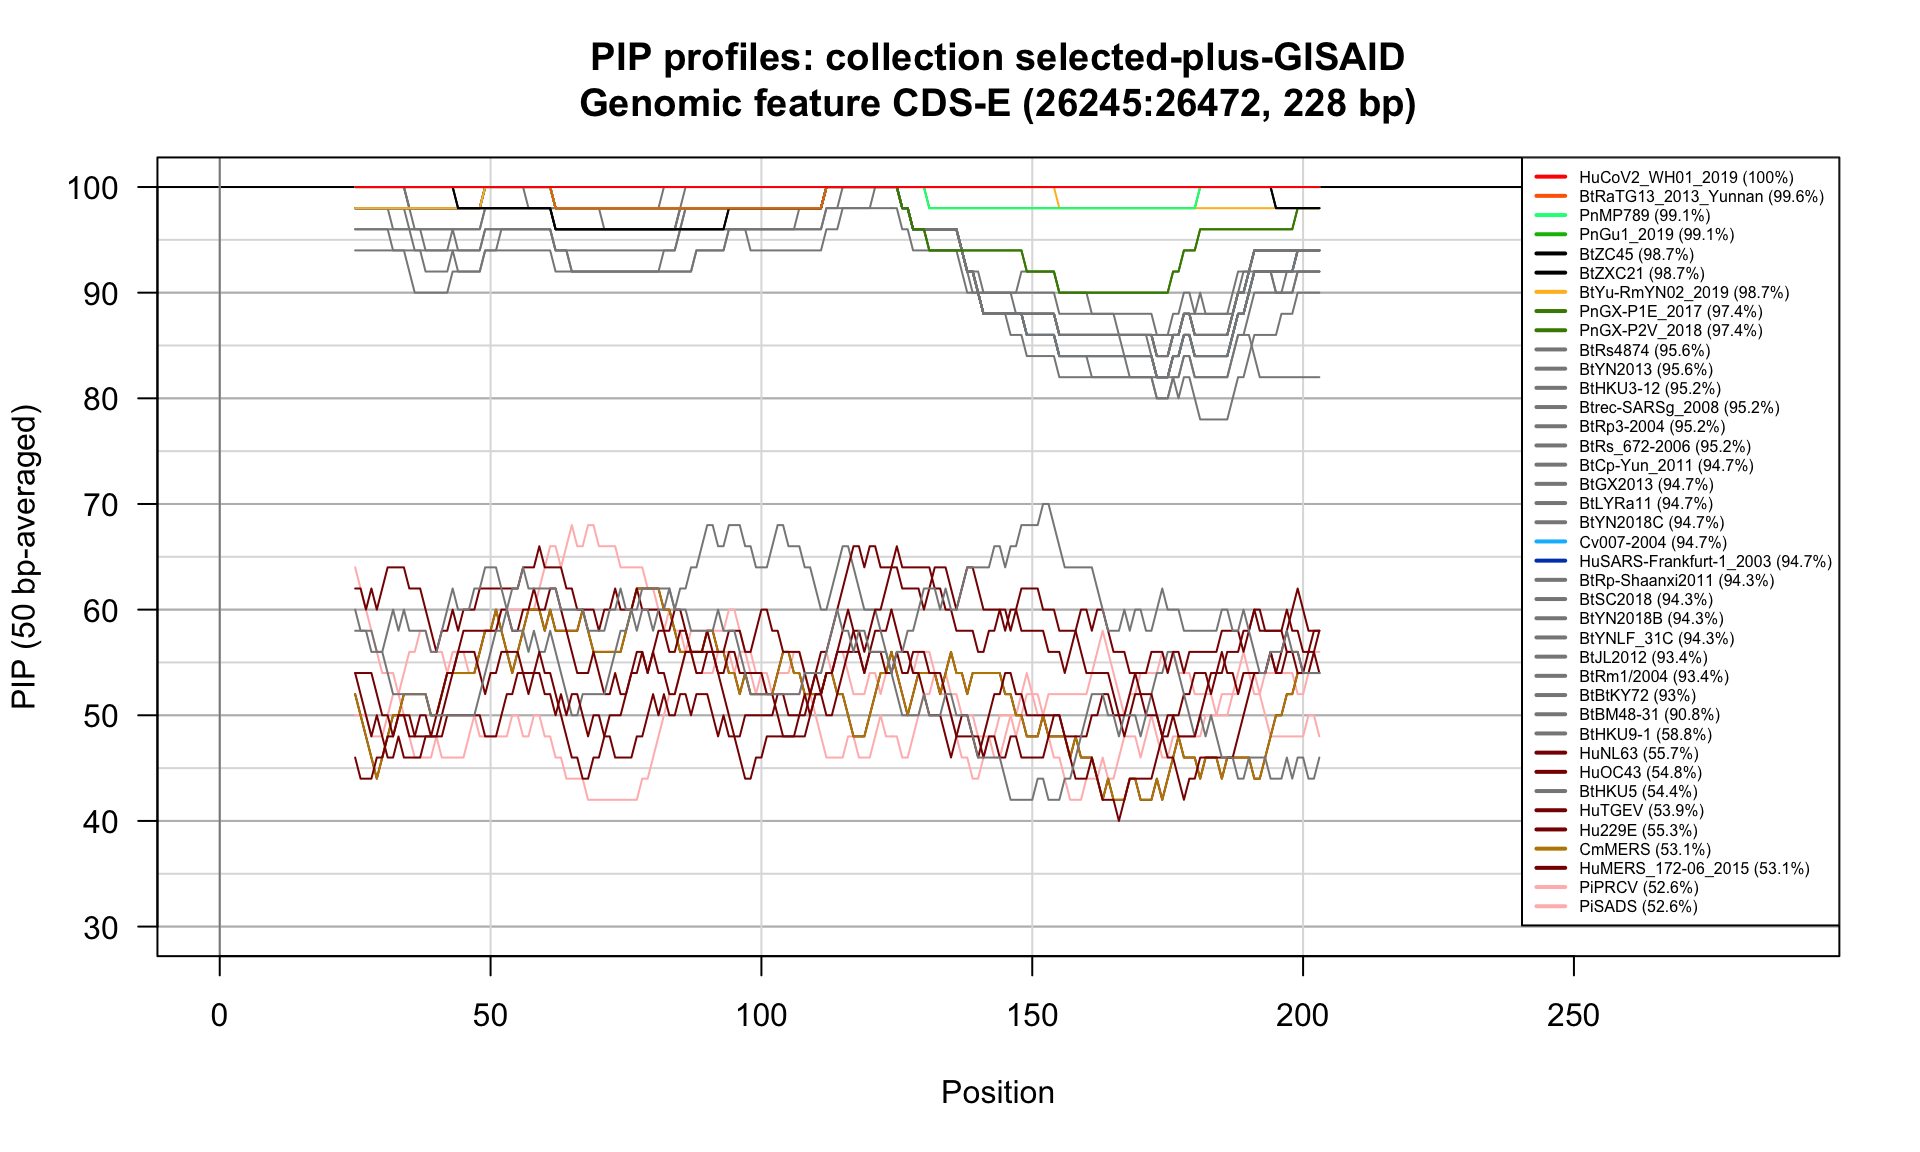 PIP profiles: collection selected-plus-GISAID
Genomic feature CDS-E (26245:26472, 228 bp)
PIP (50 bp-averaged)
100
90
80
70
60
50
40
30
0
50
100
150
200
250
Position
HuCoV2_WH01_2019 (100%)
BtRaTG13_2013_Yunnan (99.6%)
PnMP789 (99.1%)
PnGu1_2019 (99.1%)
BtZC45 (98.7%)
BtZXC21 (98.7%)
BtYu-RmYN02_2019 (98.7%)
PnGX-P1E_2017 (97.4%)
PnGX-P2V_2018 (97.4%)
BtRs4874 (95.6%)
BtYN2013 (95.6%)
BtHKU3-12 (95.2%)
Btrec-SARSg_2008 (95.2%)
BtRp3-2004 (95.2%)
BtRs_672-2006 (95.2%)
BtCp-Yun_2011 (94.7%)
BtGX2013 (94.7%)
BtLYRa11 (94.7%)
BtYN2018C (94.7%)
Cv007-2004 (94.7%)
HuSARS-Frankfurt-1_2003 (94.7%)
BtRp-Shaanxi2011 (94.3%)
BtSC2018 (94.3%)
BtYN2018B (94.3%)
BtYNLF_31C (94.3%)
BtJL2012 (93.4%)
BtRm1/2004 (93.4%)
BtBtKY72 (93%)
BtBM48-31 (90.8%)
BtHKU9-1 (58.8%)
HuNL63 (55.7%)
HuOC43 (54.8%)
BtHKU5 (54.4%)
HuTGEV (53.9%)
Hu229E (55.3%)
CmMERS (53.1%)
HuMERS_172-06_2015 (53.1%)
PiPRCV (52.6%)
PiSADS (52.6%)